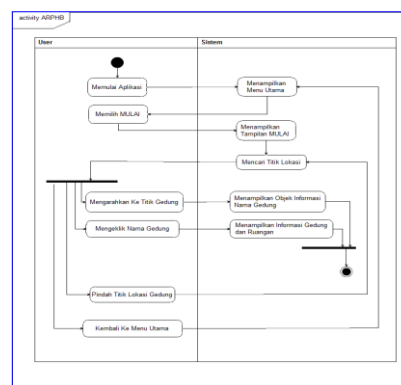 activity ARPHB
User
Sistem
Memulai Aplikasi
Menampilkan
Menu Utama
Memilih MULAI
Menampilkan
Tampilan MULAI
Mencari Titik Lokasi
Mengarahkan Ke Titik Gedung
Menampilkan Objek Informasi
Nama Gedung
Mengeklik Nama Gedung
Menampilkan Informasi Gedung
dan Ruangan
Pindah Titik Lokasi Gedung
Kembali Ke Menu Utama